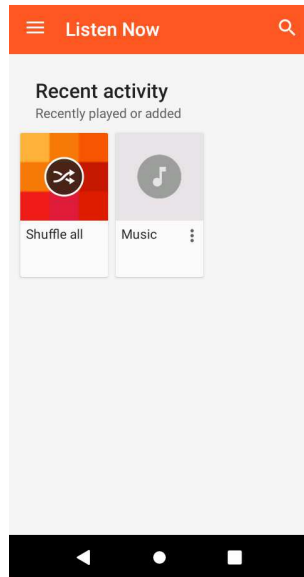 Listen Now
Recent activity
Recently played or added
Shuffle all
Music